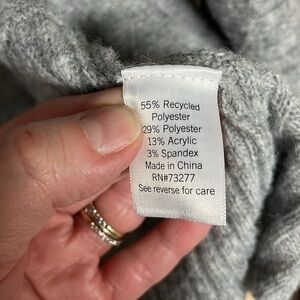 55% Recycled
Polyester
29% Polyester
13% Acrylic
3% Spandex
Made in China
RN#73277
See reverse for care